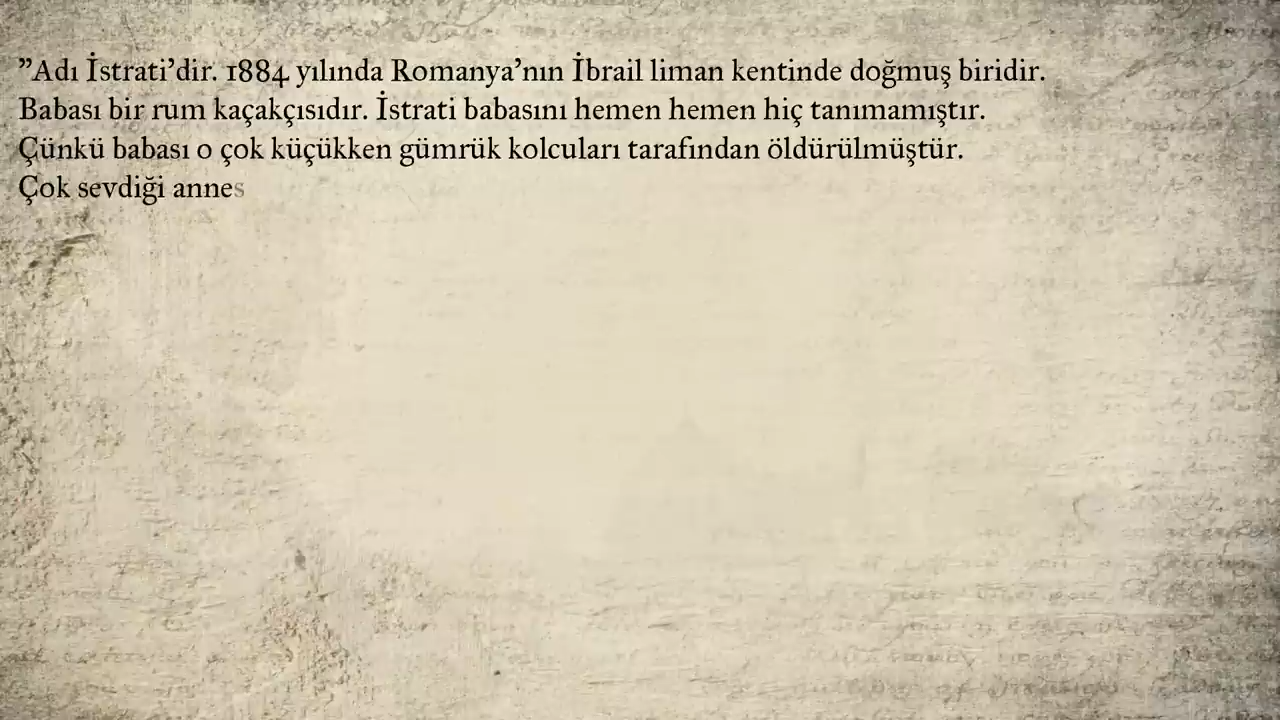 ”Adı İstrati’dir. 1884 yılında Romanya’nın İbrail liman kentinde doğmuş biridir.
Babası bir rum kaçakçısıdır. İstrati babasını hemen hemen hiç tanımamıştır.
Çünkü babası o çok küçükken gümrük kolcuları tarafından öldürülmüştür.
Çok sevdiği annes